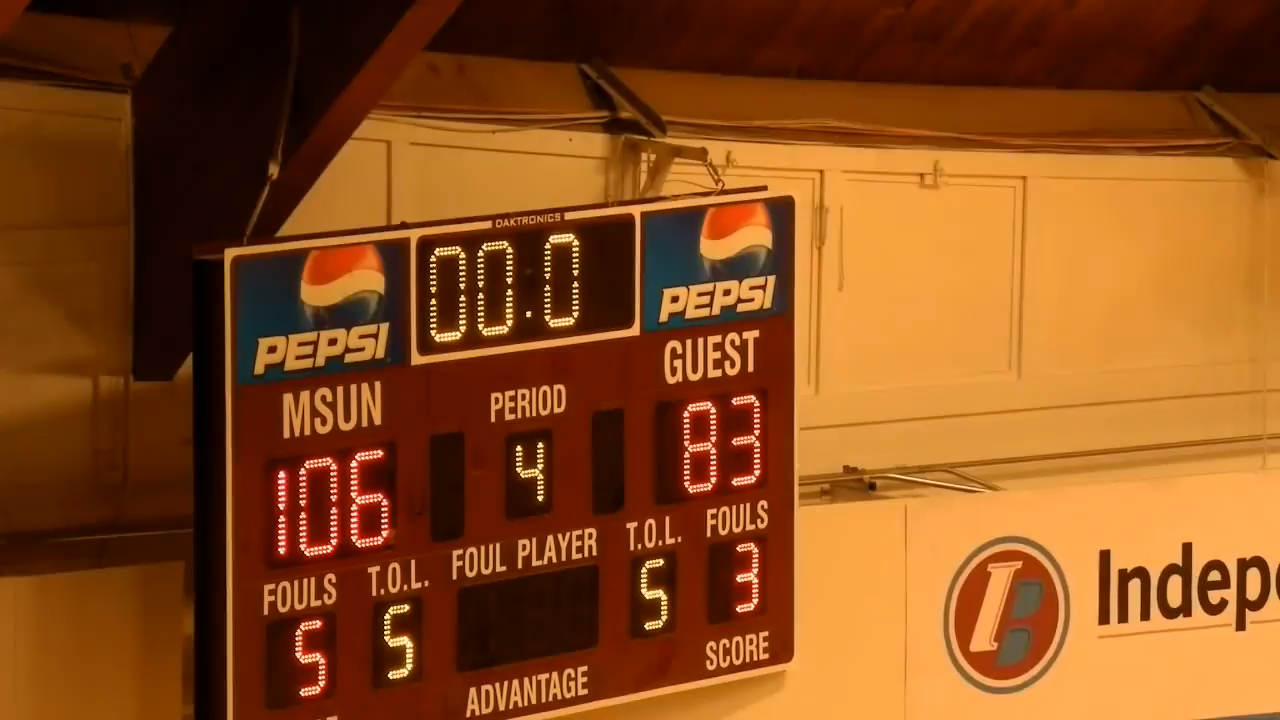 DAKTRONICS
PEPSI 00.0 PEPSI
MSUN PERIOD GUEST
106 4 83
FOULS T.O.L. FOUL PLAYER T.O.L. FOULS
5 5 5 3
ADVANTAGE SCORE
Indep